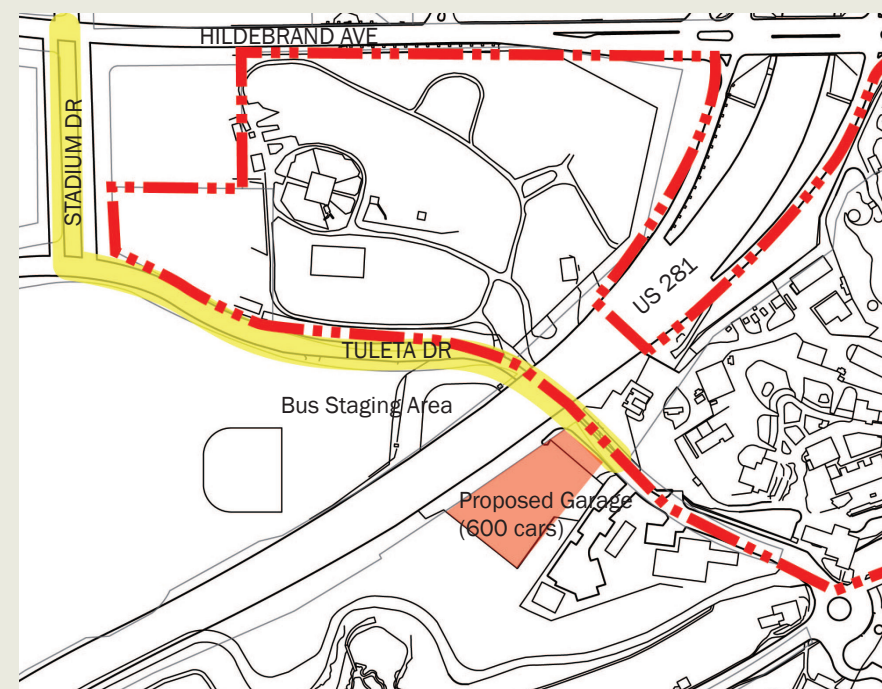 HILDEBRAND AVE
STADIUM DR
US 281
TULETA DR
Bus Staging Area
Proposed Garage
(600 cars)